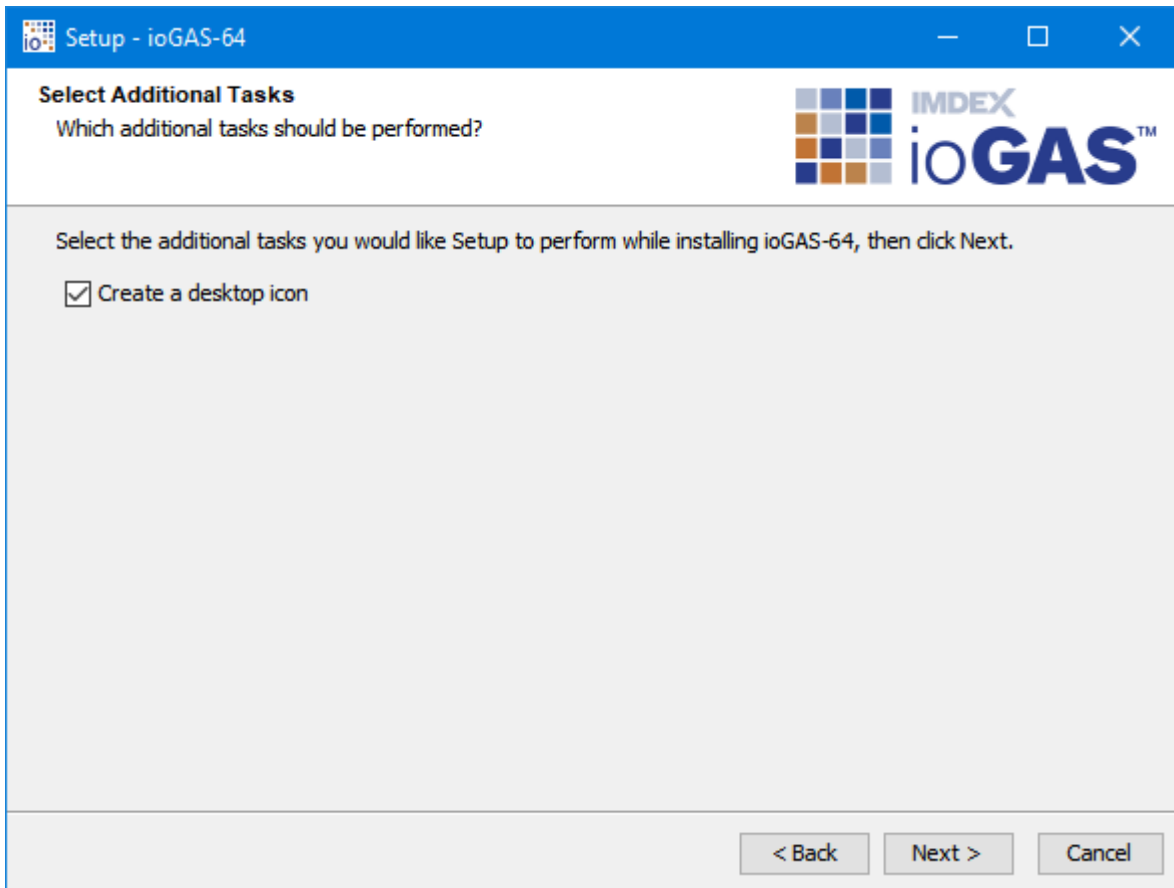 io
Setup - ioGAS-64
Select Additional Tasks
Which additional tasks should be performed?
IMDEX
ioGAS™
Select the additional tasks you would like Setup to perform while installing ioGAS-64, then click Next.
Create a desktop icon
< Back
Next >
Cancel